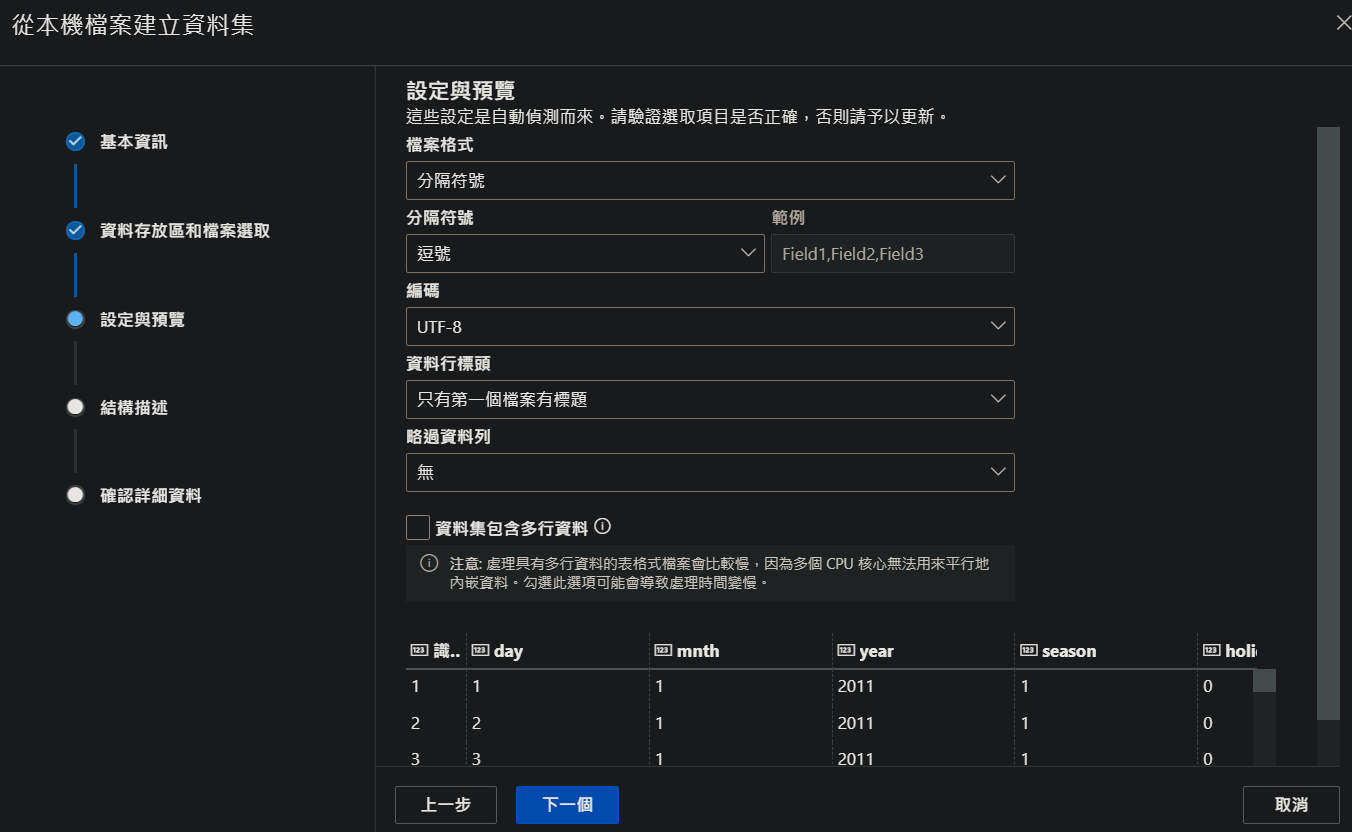 從本機檔案建立資料集
基本資訊
資料存放區和檔案選取
設定與預覽
結構描述
確認詳細資料
設定與預覽
這些設定是自動偵測而來。請驗證選取項目是否正確，否則請予以更新。
檔案格式
分隔符號
分隔符號 範例
逗號 Field1,Field2,Field3
編碼
UTF-8
資料行標頭
只有第一個檔案有標題
略過資料列
無
資料集包含多行資料
注意: 處理具有多行資料的表格式檔案會比較慢，因為多個 CPU 核心無法用來平行地
內嵌資料。勾選此選項可能會導致處理時間變慢。
識.. day mnth year season holi
1 1 1 2011 1 0
2 2 1 2011 1 0
3 3 1 2011 1 0
上一步 下一個 取消